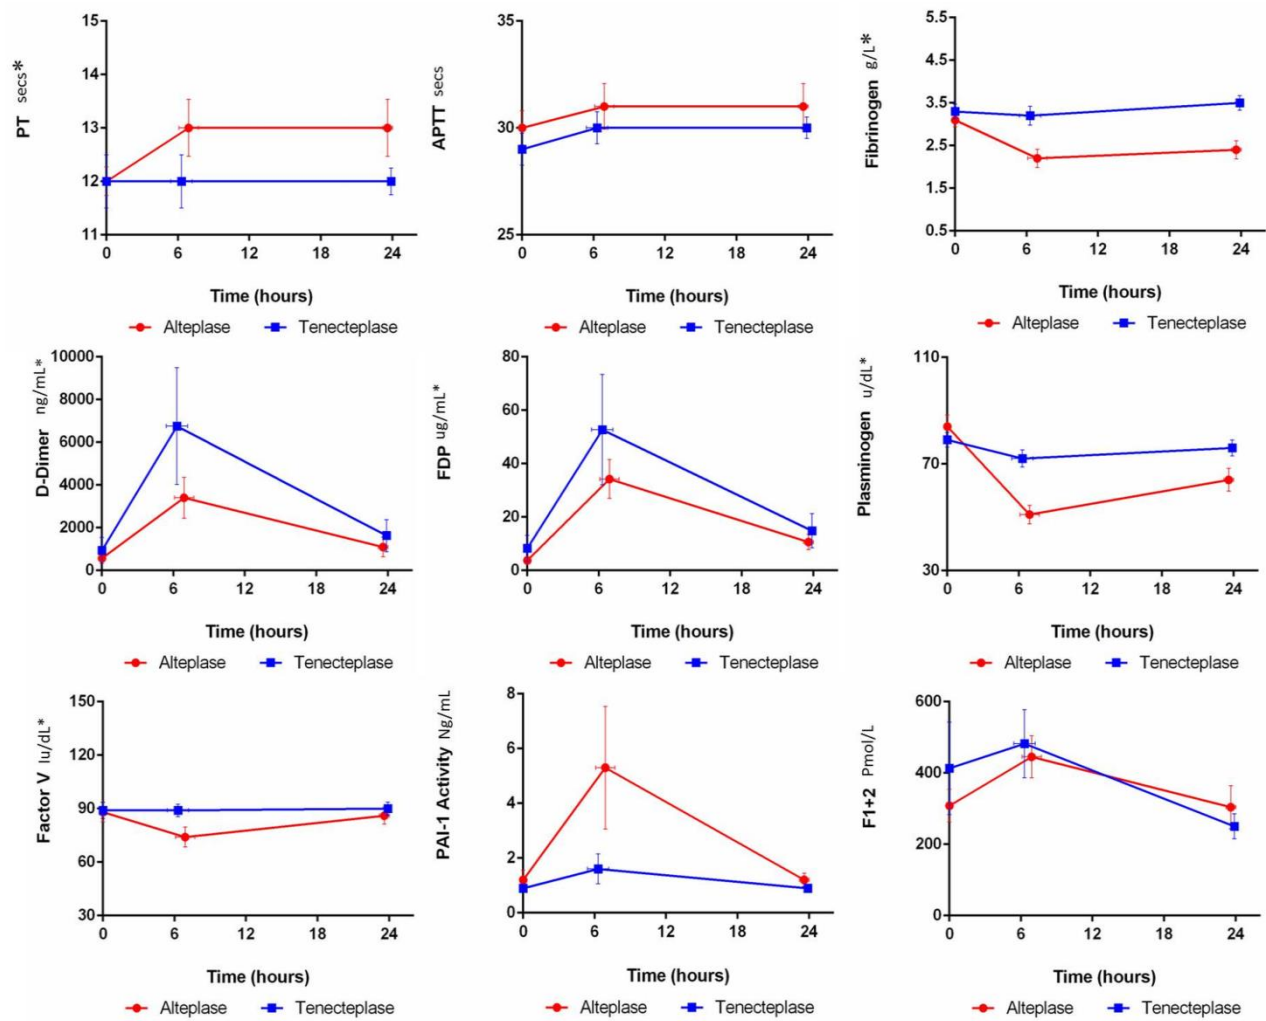 PT secs*
15
14
13
12
11
0 6 12 18 24
Time (hours)
Alteplase Tenecteplase
APTT secs
35
30
25
0 6 12 18 24
Time (hours)
Alteplase Tenecteplase
Fibrinogen g/L*
5.5
4.5
3.5
2.5
1.5
0.5
0 6 12 18 24
Time (hours)
Alteplase Tenecteplase
D-Dimer ng/mL*
10000
8000
6000
4000
2000
0
0 6 12 18 24
Time (hours)
Alteplase Tenecteplase
FDP ug/mL*
80
60
40
20
0
0 6 12 18 24
Time (hours)
Alteplase Tenecteplase
Plasminogen u/dL*
110
70
30
0 6 12 18 24
Time (hours)
Alteplase Tenecteplase
Factor V Iu/dL*
150
120
90
60
30
0 6 12 18 24
Time (hours)
Alteplase Tenecteplase
PAI-1 Activity Ng/mL
8
6
4
2
0
0 6 12 18 24
Time (hours)
Alteplase Tenecteplase
F1+2 Pmol/L
600
400
200
0
0 6 12 18 24
Time (hours)
Alteplase Tenecteplase